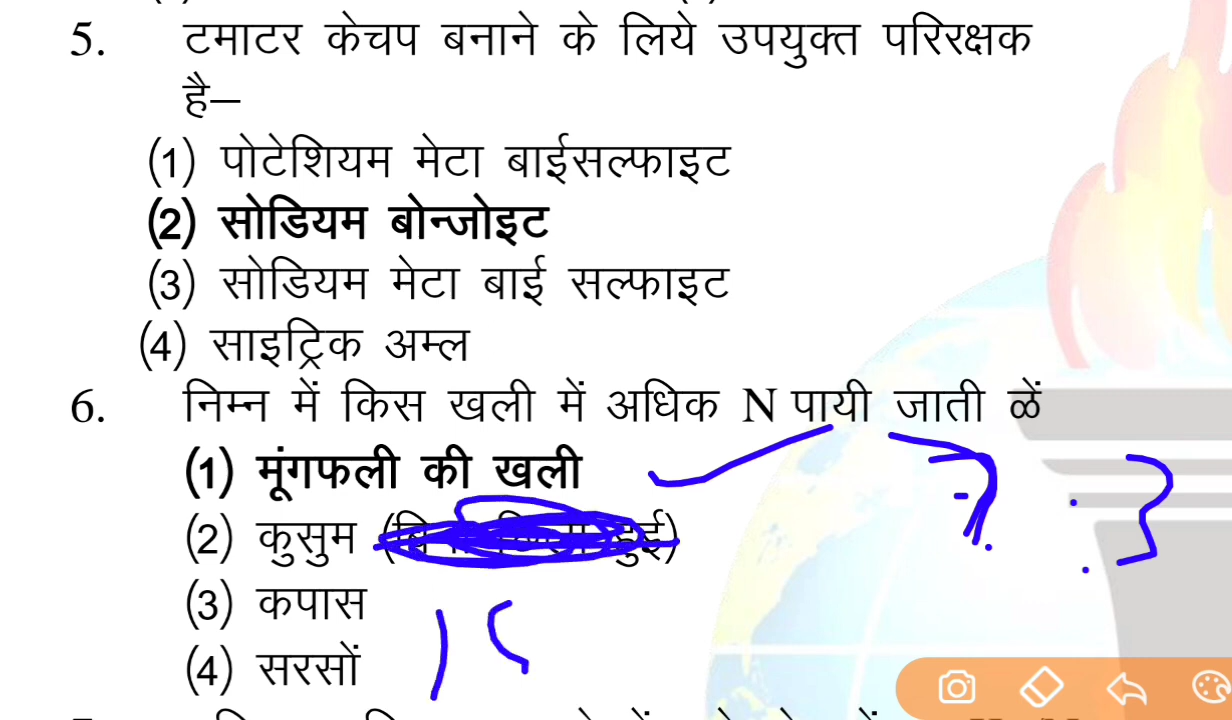 5. टमाटर केचप बनाने के लिये उपयुक्त परिरक्षक
है–
(1) पोटेशियम मेटा बाईसल्फाइट
(2) सोडियम बोन्जोइट
(3) सोडियम मेटा बाई सल्फाइट
(4) साइट्रिक अम्ल
6. निम्न में किस खली में अधिक N पायी जाती ळें
(1) मूंगफली की खली
(2) कुसुम हुई)
(3) कपास
(4) सरसों